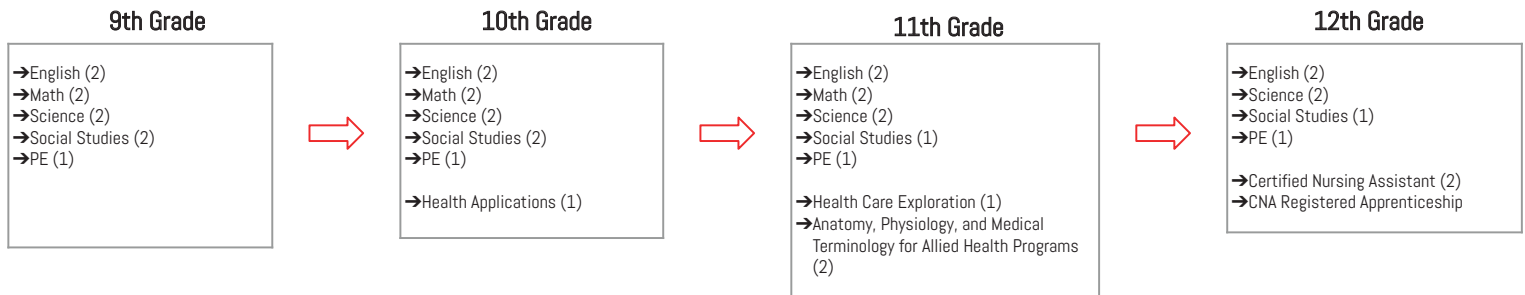 9th Grade
➔English (2)
➔Math (2)
➔Science (2)
➔Social Studies (2)
➔PE (1)
10th Grade
➔English (2)
➔Math (2)
➔Science (2)
➔Social Studies (2)
➔PE (1)
➔Health Applications (1)
11th Grade
➔English (2)
➔Math (2)
➔Science (2)
➔Social Studies (1)
➔PE (1)
➔Health Care Exploration (1)
➔Anatomy, Physiology, and Medical
Terminology for Allied Health Programs
(2)
12th Grade
➔English (2)
➔Science (2)
➔Social Studies (1)
➔PE (1)
➔Certified Nursing Assistant (2)
➔CNA Registered Apprenticeship